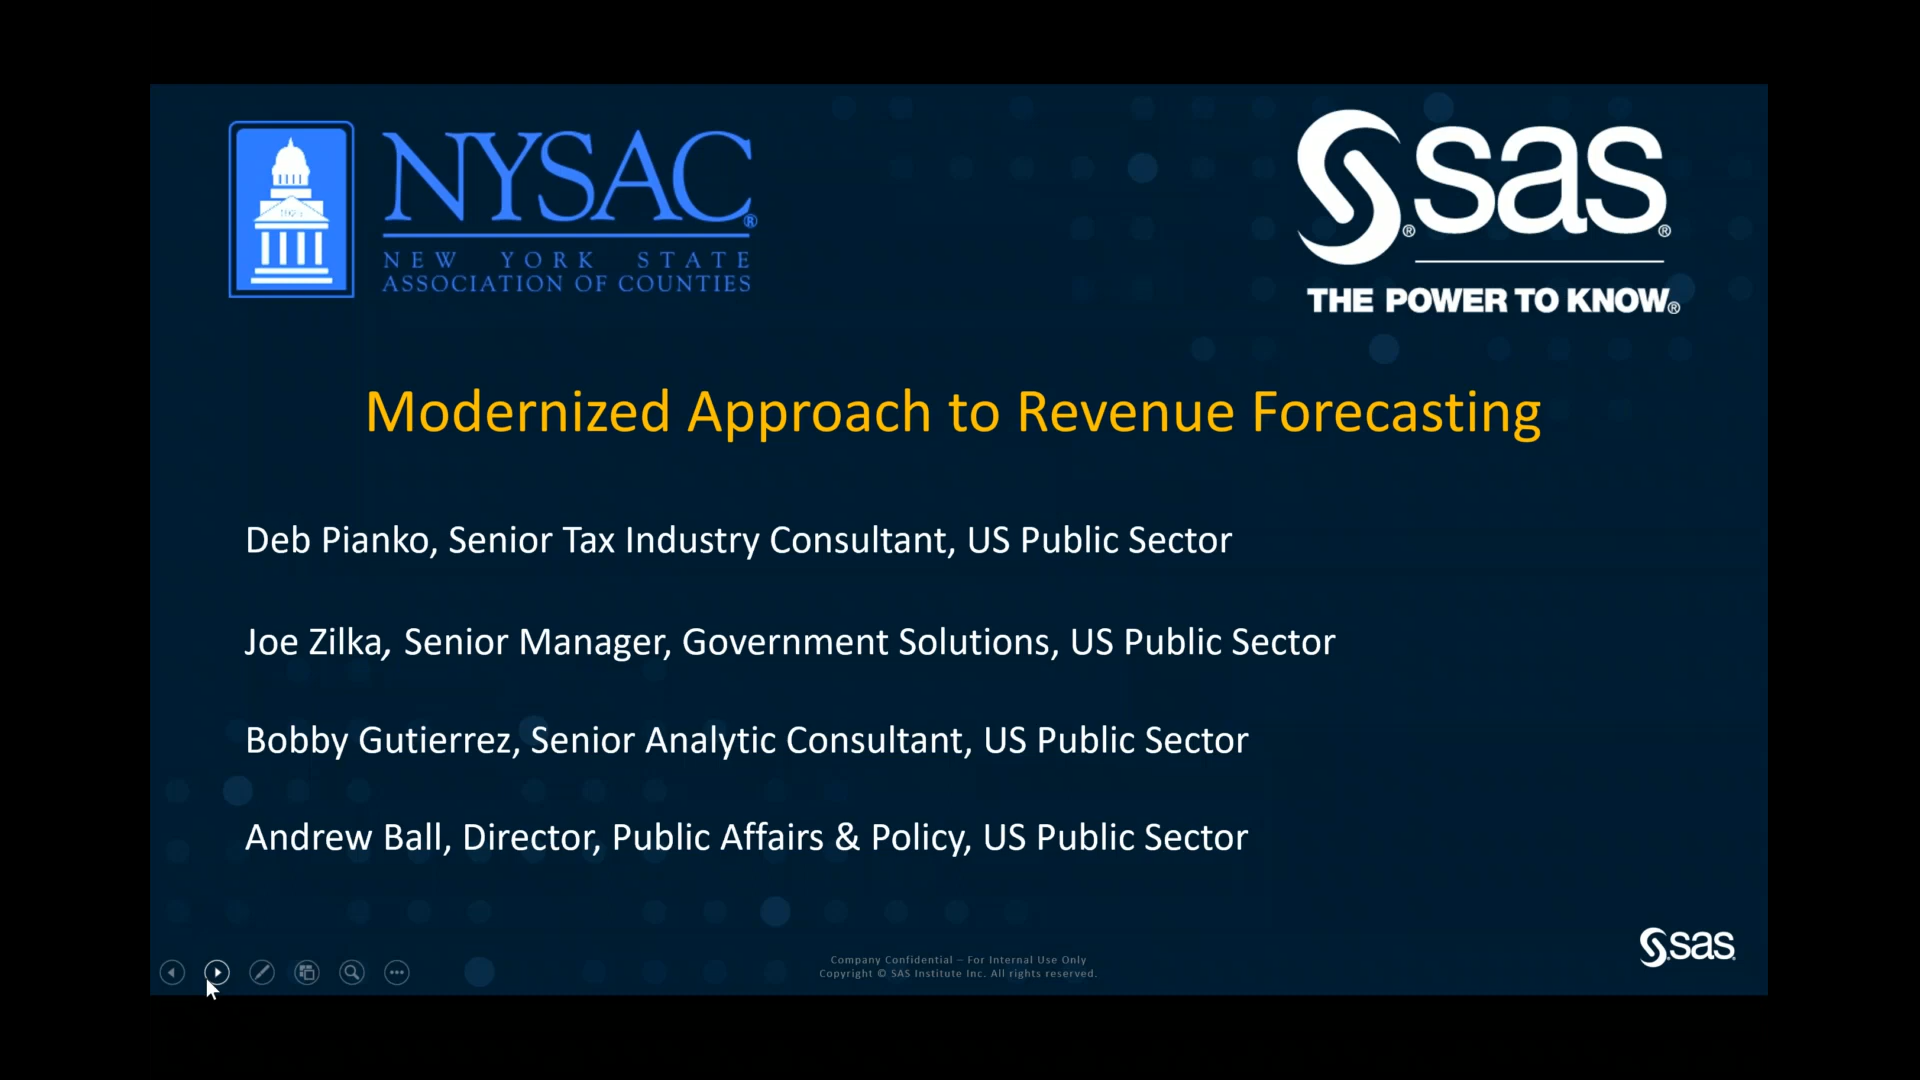 1925
NYSAC®
NEW YORK STATE
ASSOCIATION OF COUNTIES
® sas®
THE POWER TO KNOW®
Modernized Approach to Revenue Forecasting
Deb Pianko, Senior Tax Industry Consultant, US Public Sector
Joe Zilka, Senior Manager, Government Solutions, US Public Sector
Bobby Gutierrez, Senior Analytic Consultant, US Public Sector
Andrew Ball, Director, Public Affairs & Policy, US Public Sector
Company Confidential – For Internal Use Only
Copyright © SAS Institute Inc. All rights reserved.
sas